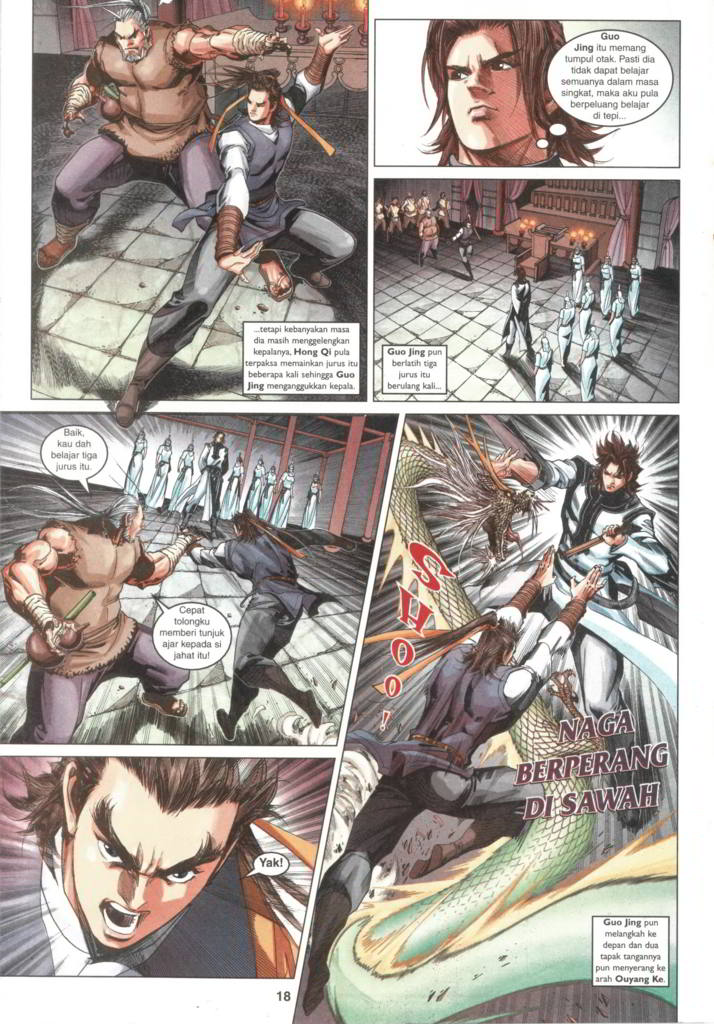 ...tetapi kebanyakan masa
dia masih menggelengkan
kepalanya, Hong Qi pula
terpaksa memainkan jurus itu
beberapa kali sehingga Guo
Jing menganggukkan kepala.
Guo
Jing itu memang
tumpul otak. Pasti dia
tidak dapat belajar
semuanya dalam masa
singkat, maka aku pula
berpeluang belajar
di tepi...
Guo Jing pun
berlatih tiga
jurus itu
berulang kali...
Baik,
kau dah
belajar tiga
jurus itu.
Cepat
tolongku
memberi tunjuk
ajar kepada si
jahat itu!
Yak!
SHOO!
NAGA
BERPERANG
DI SAWAH
Guo Jing pun
melangkah ke
depan dan dua
tapak tangannya
pun menyerang ke
arah Ouyang Ke.
18